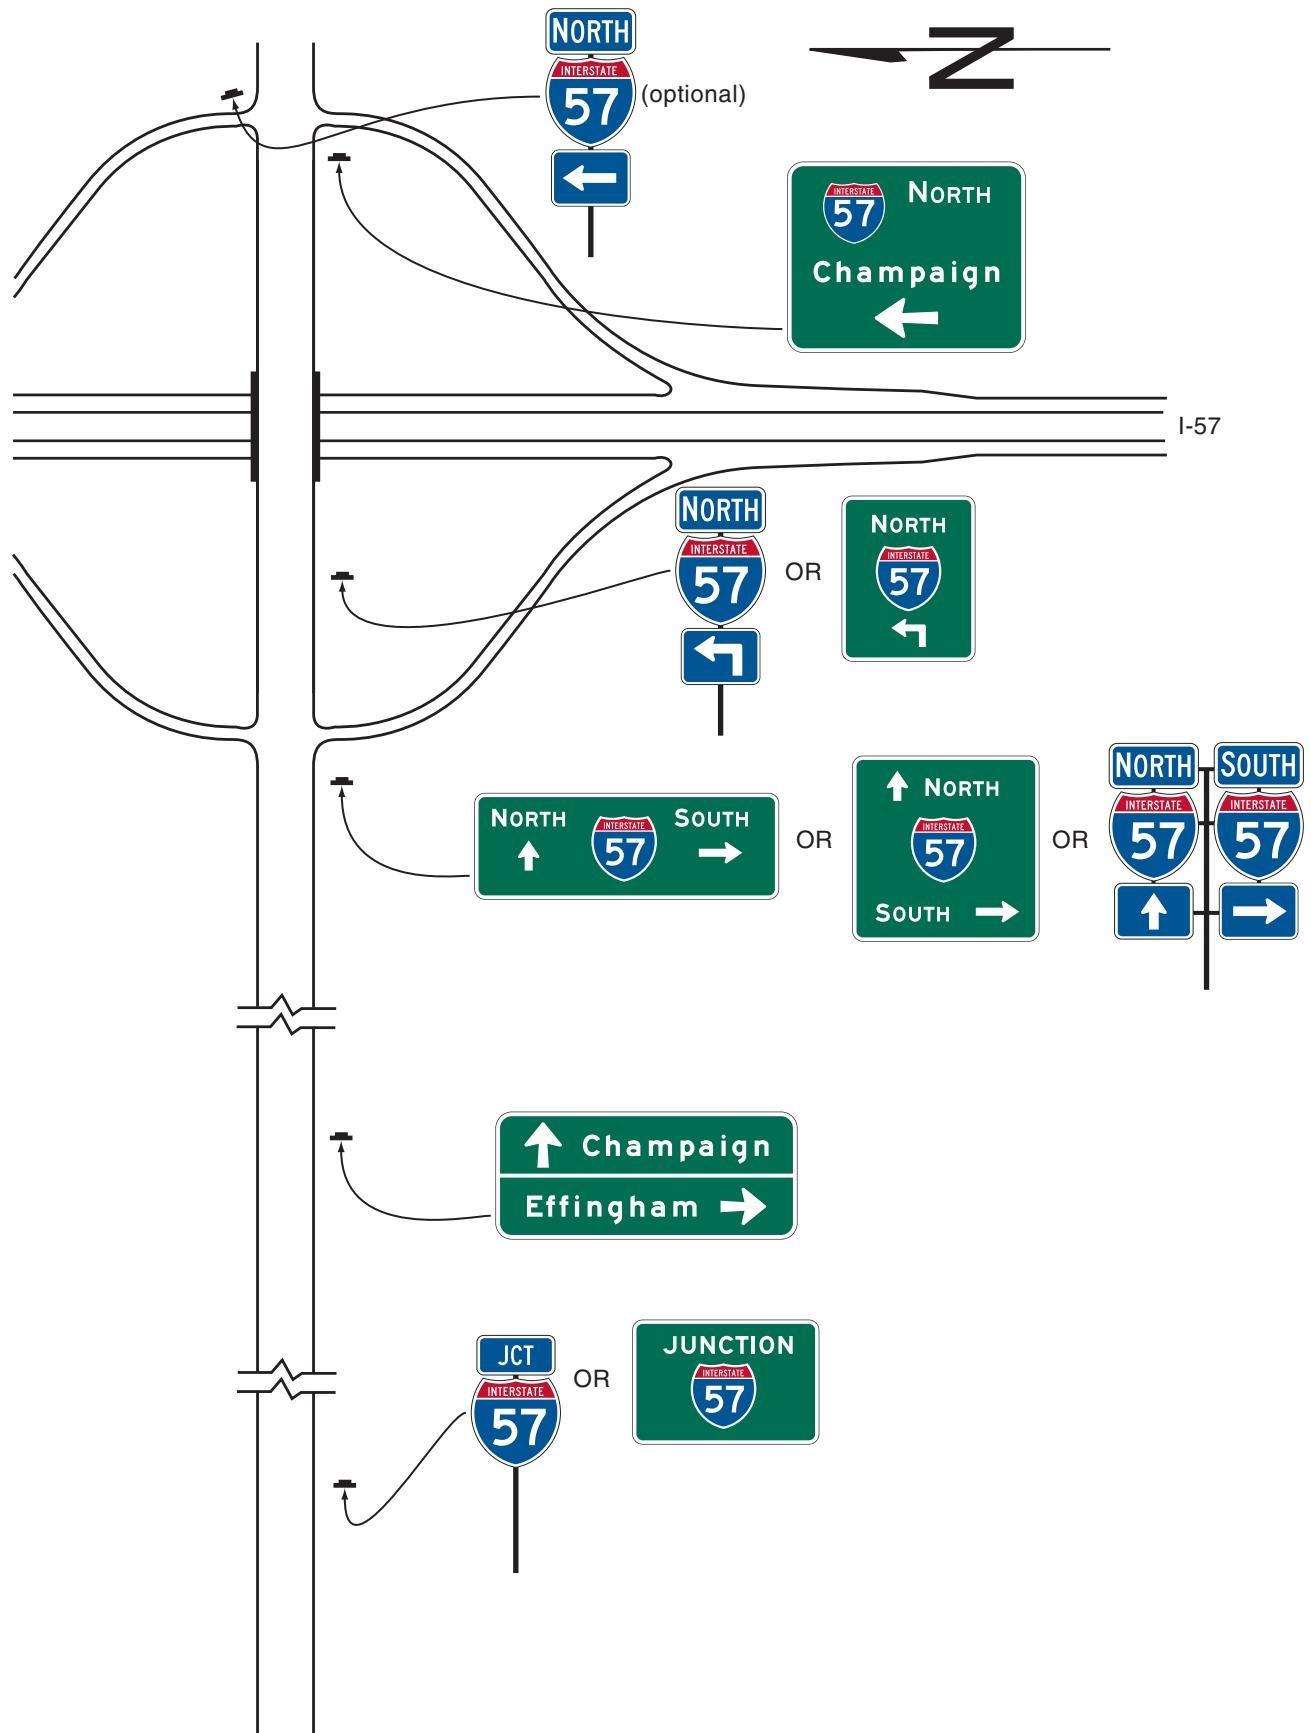 NORTH
INTERSTATE
57
(optional)
N
INTERSTATE
57
NORTH
Champaign
I-57
NORTH
INTERSTATE
57
OR
NORTH
INTERSTATE
57
NORTH
INTERSTATE
57
SOUTH
OR
NORTH
INTERSTATE
57
SOUTH
OR
NORTH
INTERSTATE
57
SOUTH
INTERSTATE
57
Champaign
Effingham
JCT
INTERSTATE
57
OR
JUNCTION
INTERSTATE
57